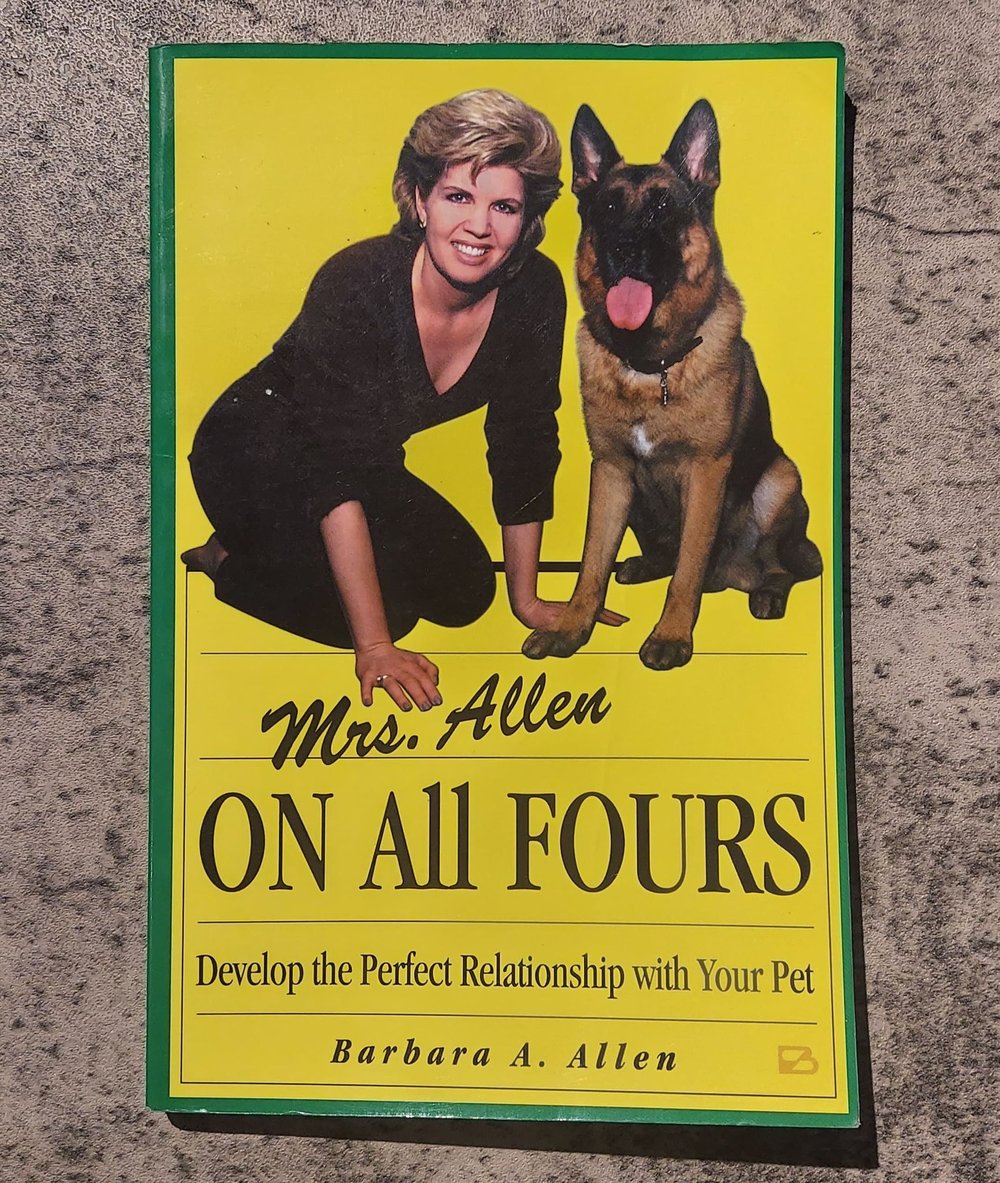 Mrs. Allen
ON All FOURS
Develop the Perfect Relationship with Your Pet
Barbara A. Allen